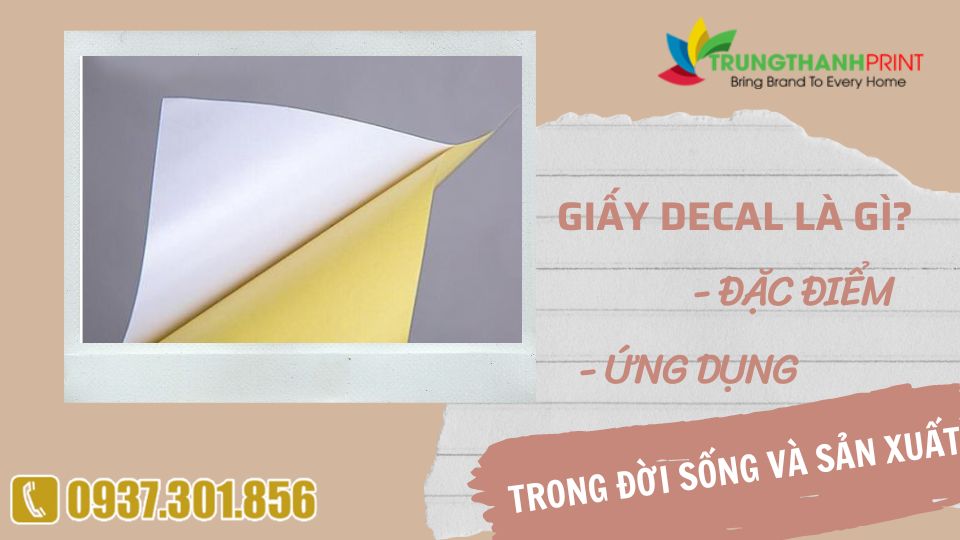 TRUNGTHANHPRINT
Bring Brand To Every Home
GIẤY DECAL LÀ GÌ?
- ĐẶC ĐIỂM
- ỨNG DỤNG
TRONG ĐỜI SỐNG VÀ SẢN XUẤT
0937.301.856